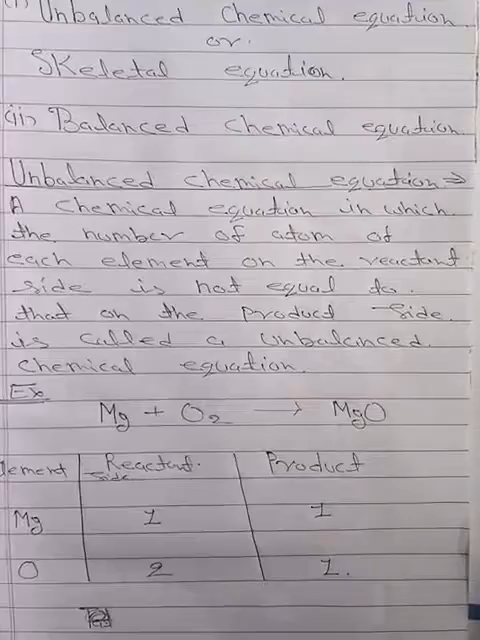 (i) Unbalanced Chemical equation
or
Skeletal equation.
(ii) Balanced chemical equation
Unbalanced chemical equation ⇒
A chemical equation in which
the number of atom of
each element on the reactant
side is not equal to
that on the product side.
is called a unbalanced.
chemical equation.
Ex
Mg + O₂ → MgO
lement Reactant. Product
side
Mg 1 1
O 2 1.